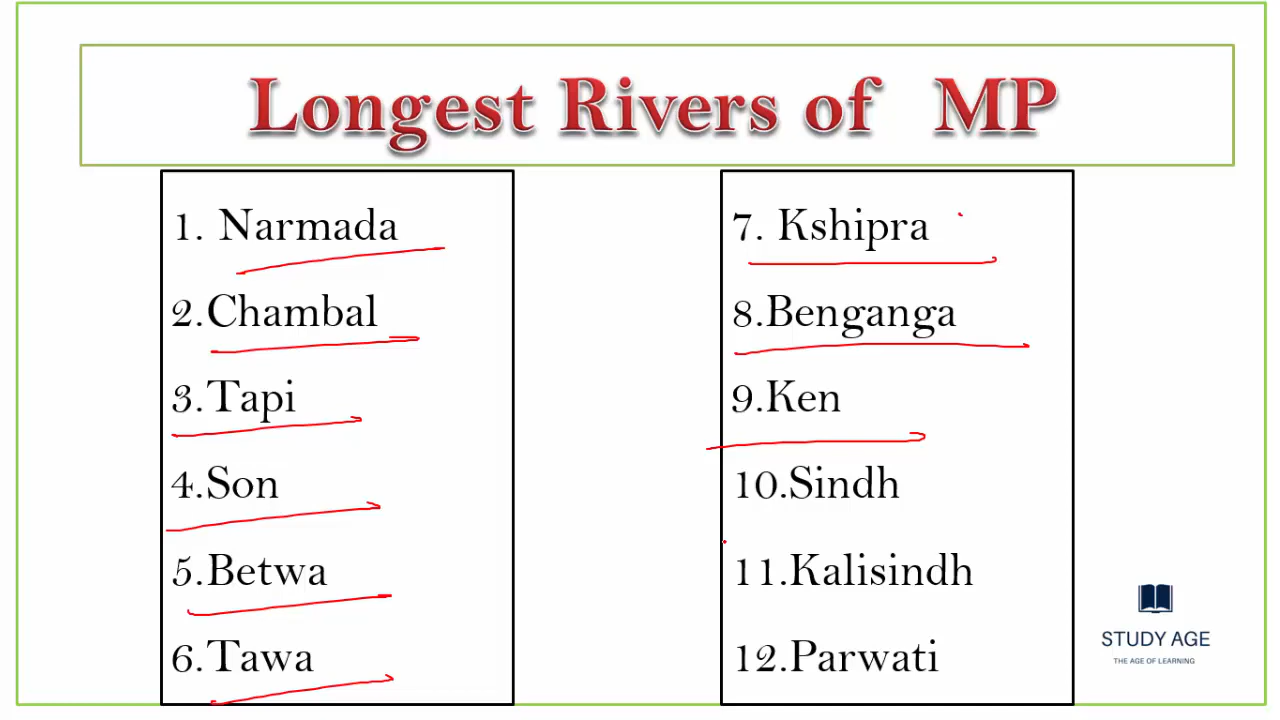 Longest Rivers of MP
1. Narmada
2.Chambal
3.Tapi
4.Son
5.Betwa
6.Tawa
7. Kshipra
8.Benganga
9.Ken
10.Sindh
11.Kalisindh
12.Parwati
STUDY AGE
THE AGE OF LEARNING